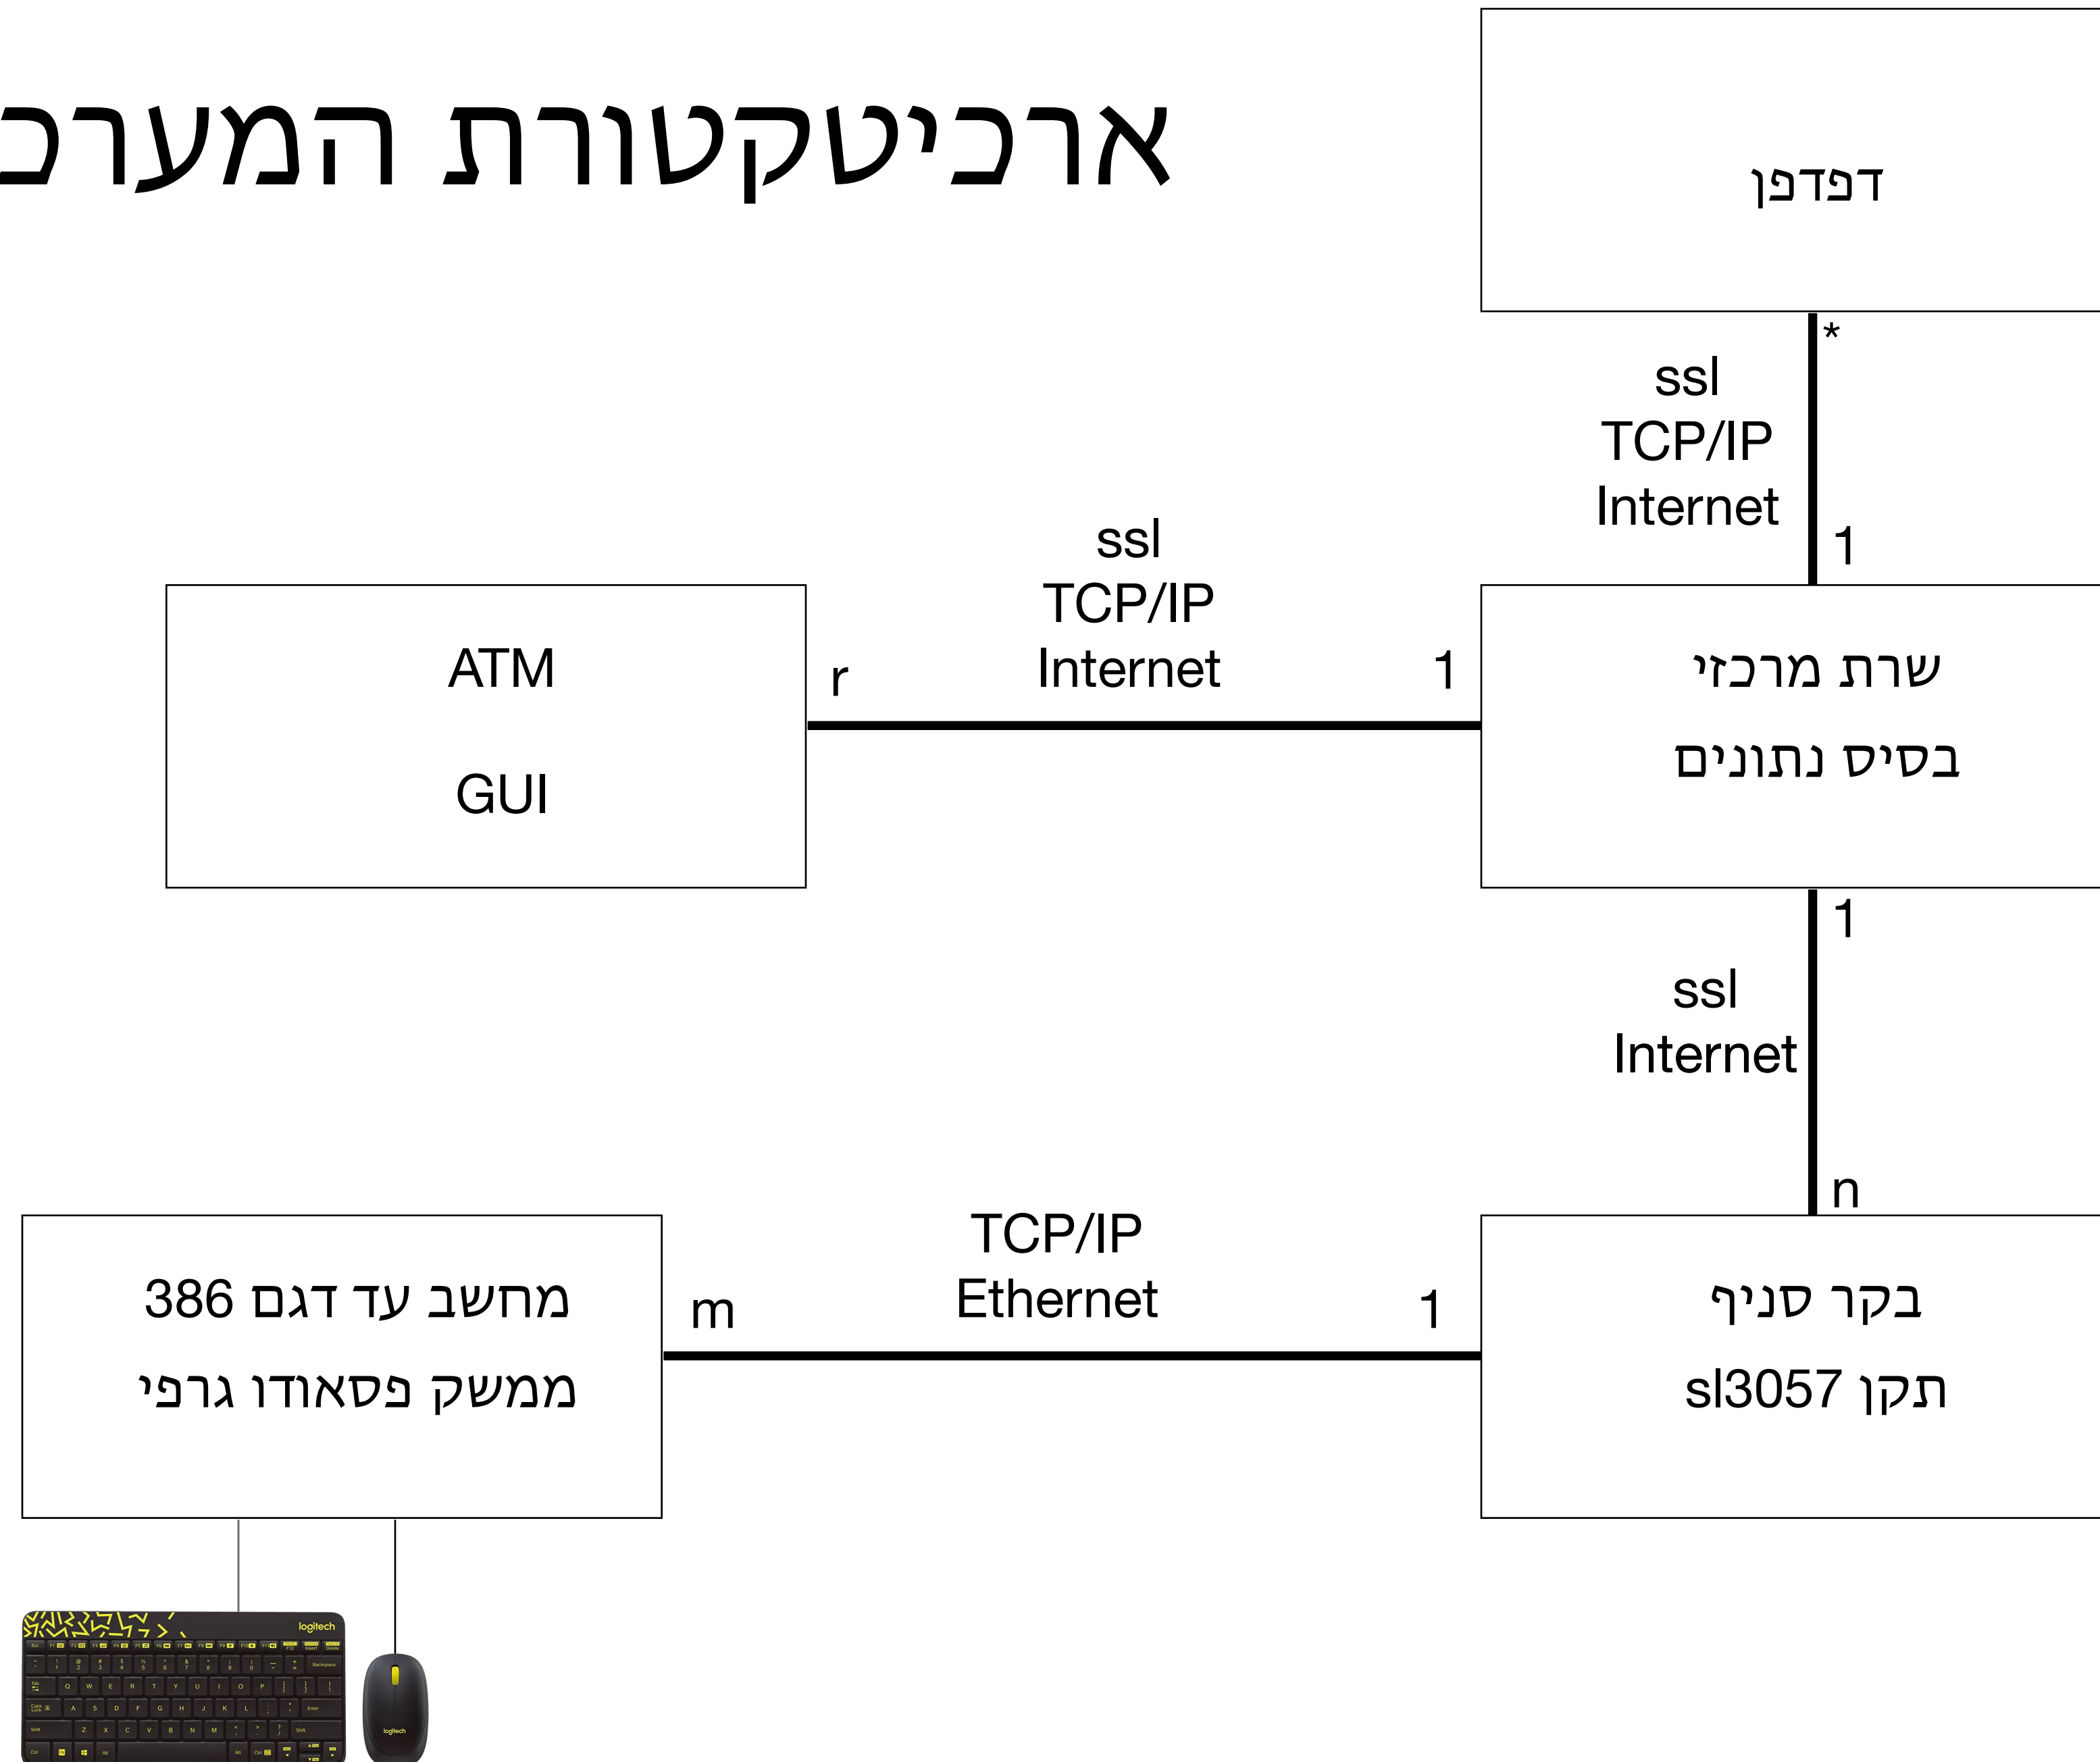 ארכיטקטורת המערכ
דפדפן
*
ssl
TCP/IP
Internet
1
ssl
TCP/IP
Internet
r
1
ATM
GUI
שרת מרכזי
בסיס נתונים
1
ssl
Internet
n
TCP/IP
Ethernet
m
1
מחשב עד דגם 386
ממשק פסאודו גרפי
בקר סניף
תקן sl3057
logitech
logitech